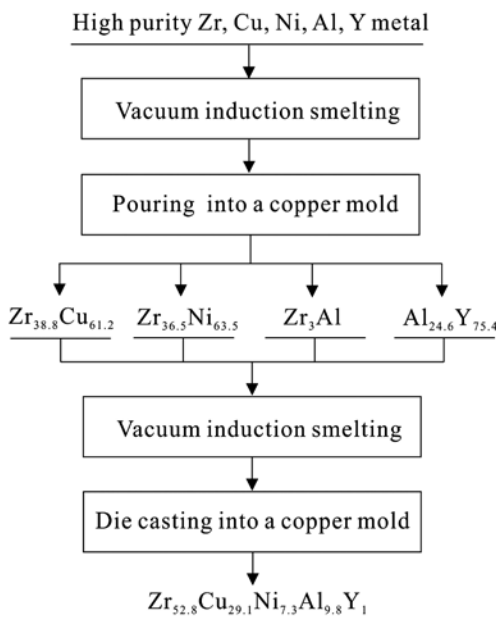 High purity Zr, Cu, Ni, Al, Y metal
Vacuum induction smelting
Pouring into a copper mold
Zr₃₈.₈Cu₆₁.₂ Zr₃₆.₅Ni₆₃.₅ Zr₃Al Al₂₄.₆Y₇₅.₄
Vacuum induction smelting
Die casting into a copper mold
Zr₅₂.₈Cu₂₉.₁Ni₇.₃Al₉.₈Y₁